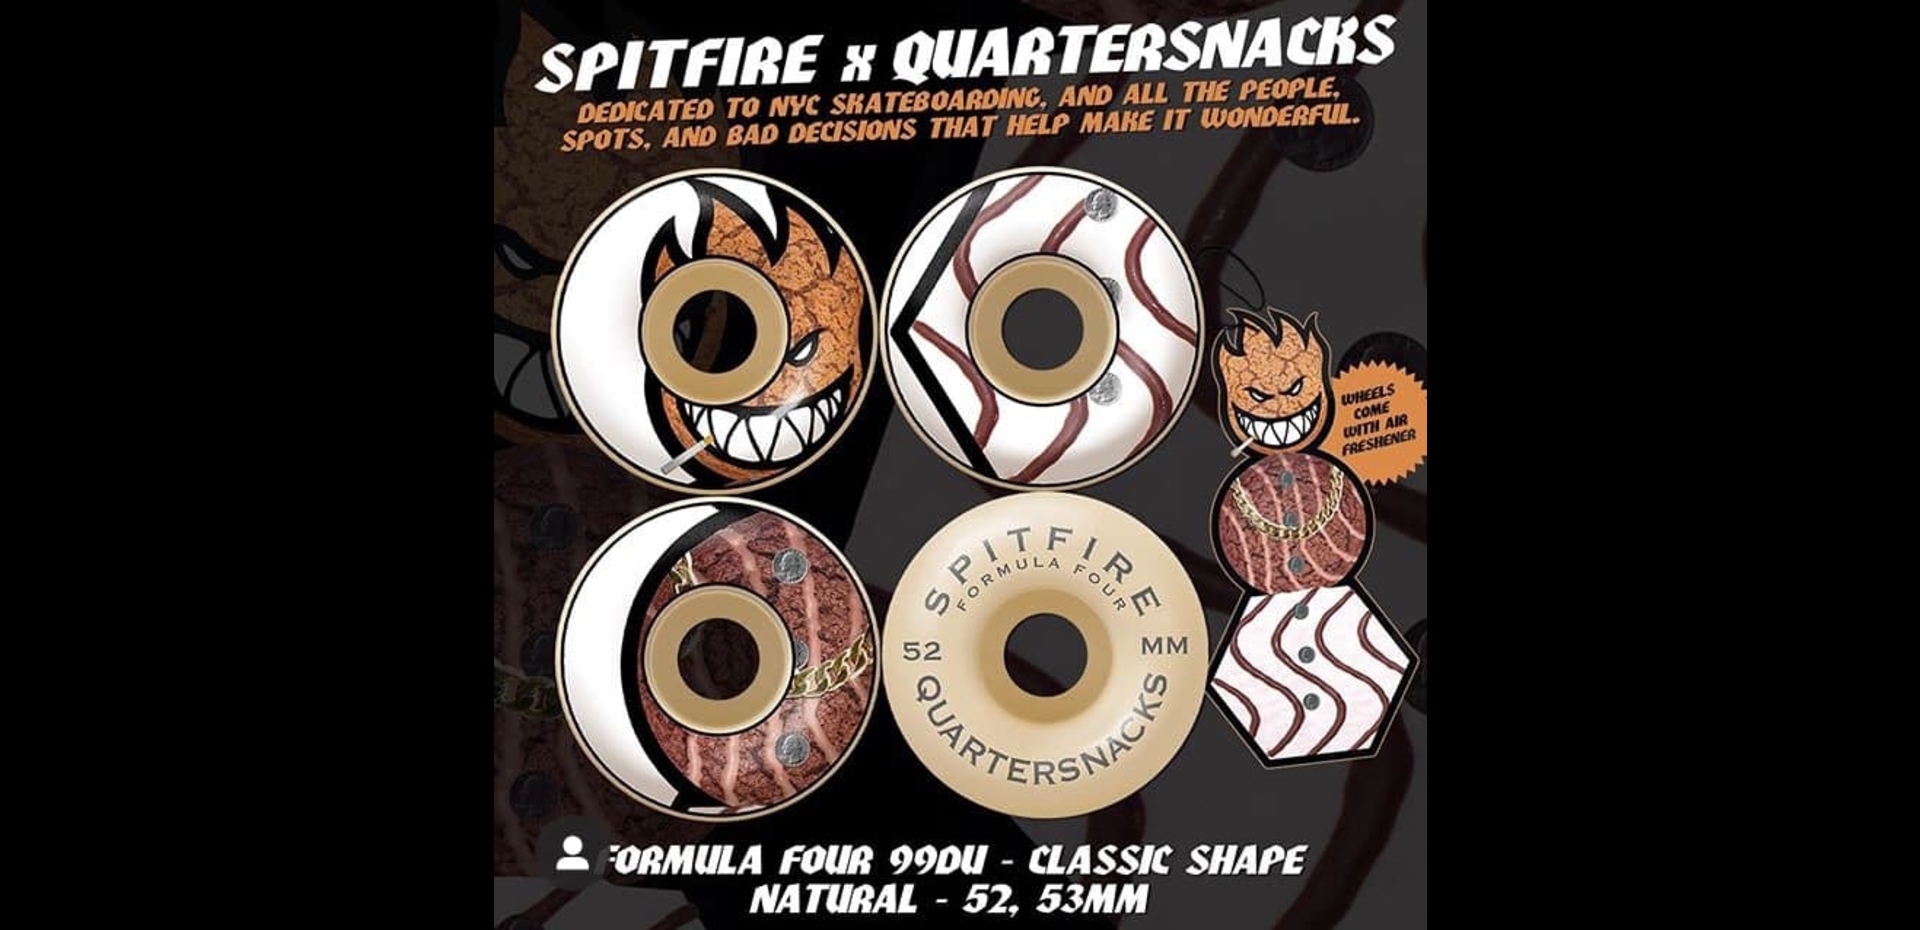 SPITFIRE x QUARTERSNACKS
DEDICATED TO NYC SKATEBOARDING, AND ALL THE PEOPLE,
SPOTS, AND BAD DECISIONS THAT HELP MAKE IT WONDERFUL.
WHEELS
COME
WITH AIR
FRESHENER
SPITFIRE
FORMULA FOUR
52 MM
QUARTERSNACKS
FORMULA FOUR 99DU - CLASSIC SHAPE
NATURAL - 52, 53MM